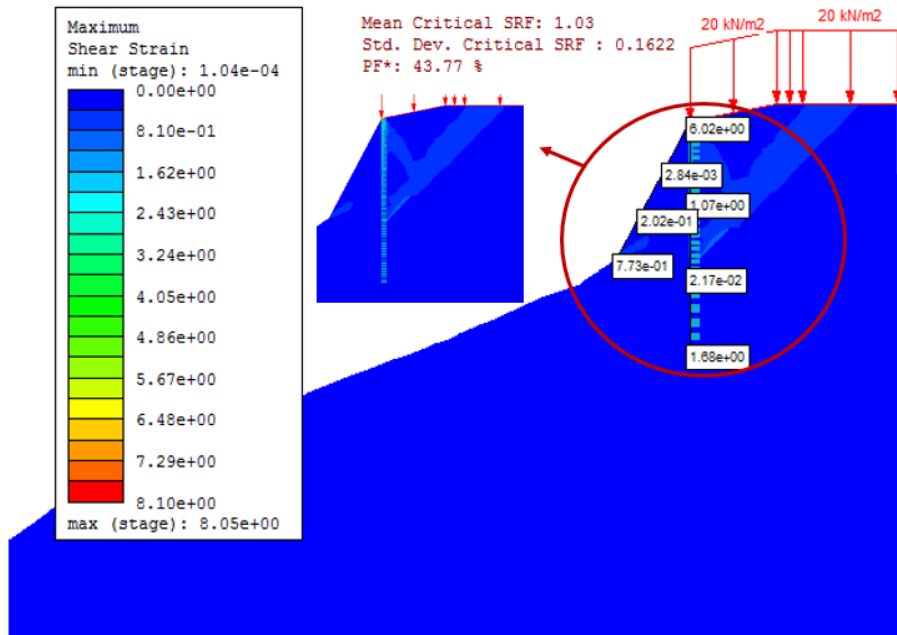 Maximum
Shear Strain
min (stage): 1.04e-04
0.00e+00
8.10e-01
1.62e+00
2.43e+00
3.24e+00
4.05e+00
4.86e+00
5.67e+00
6.48e+00
7.29e+00
8.10e+00
max (stage): 8.05e+00
Mean Critical SRF: 1.03
Std. Dev. Critical SRF : 0.1622
PF*: 43.77 %
20 kN/m2
20 kN/m2
6.02e+00
2.84e-03
1.07e+00
2.02e-01
7.73e-01
2.17e-02
1.68e+00